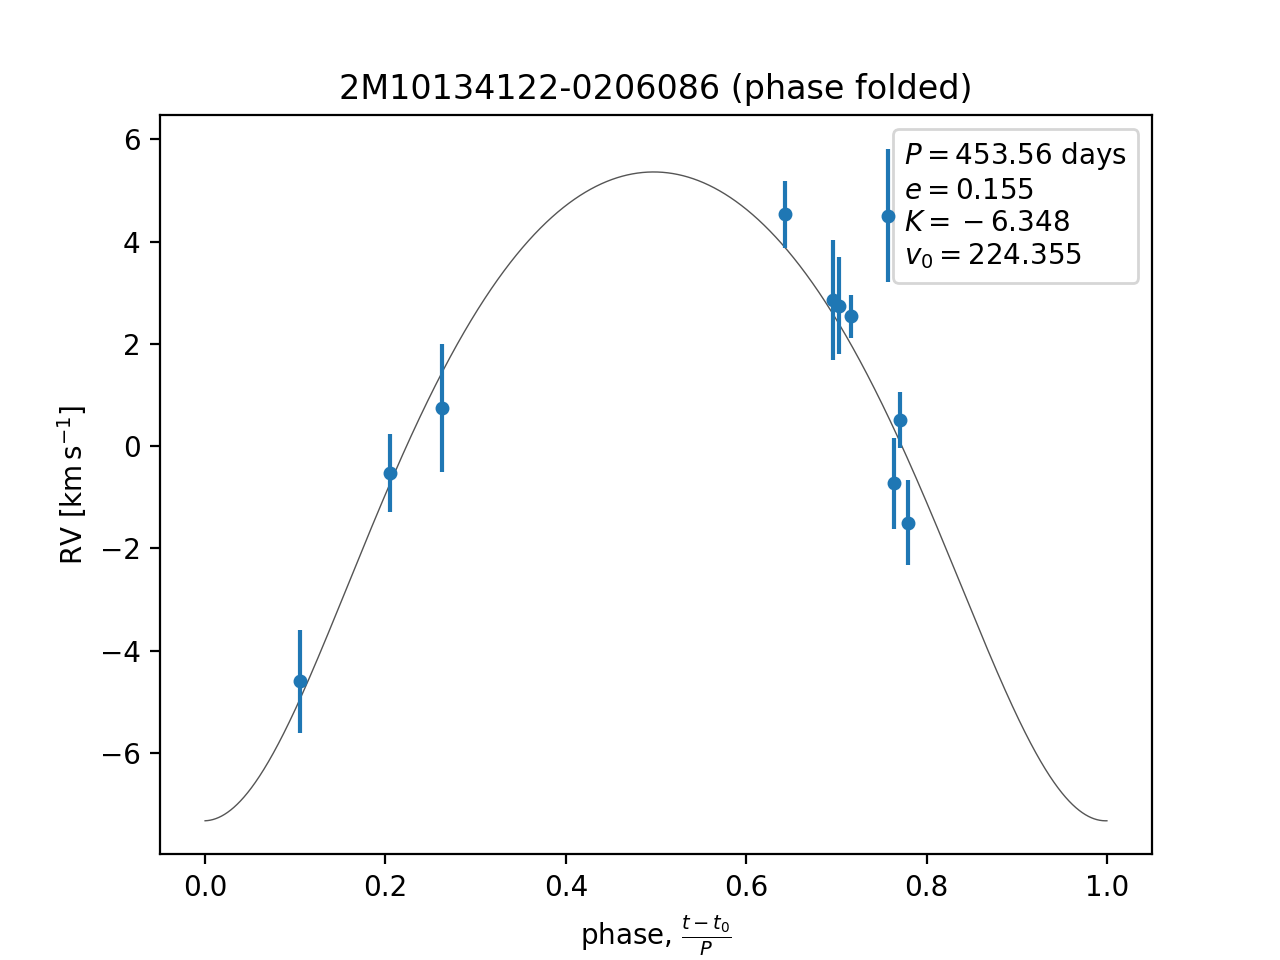 2M10134122-0206086 (phase folded)
P = 453.56 days
e = 0.155
K = −6.348
v₀ = 224.355
RV [km s⁻¹]
6
4
2
0
−2
−4
−6
0.0 0.2 0.4 0.6 0.8 1.0
phase, (t − t₀)/P